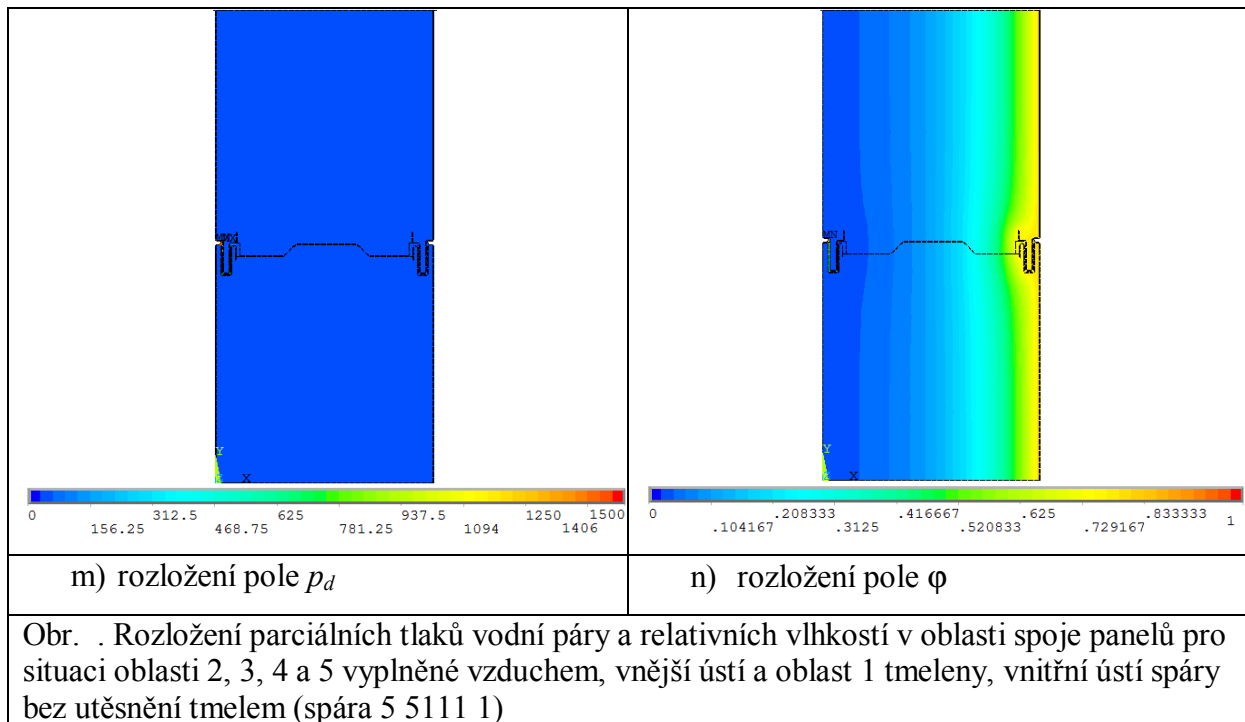 MX
MN
Y
X
Y
X
0 312.5 625 937.5 1250 1500
156.25 468.75 781.25 1094 1406
0 .208333 .416667 .625 .833333
.104167 .3125 .520833 .729167 1
m) rozložení pole pd
n) rozložení pole φ
Obr. . Rozložení parciálních tlaků vodní páry a relativních vlhkostí v oblasti spoje panelů pro
situaci oblasti 2, 3, 4 a 5 vyplněné vzduchem, vnější ústí a oblast 1 tmeleny, vnitřní ústí spáry
bez utěsnění tmelem (spára 5 5111 1)